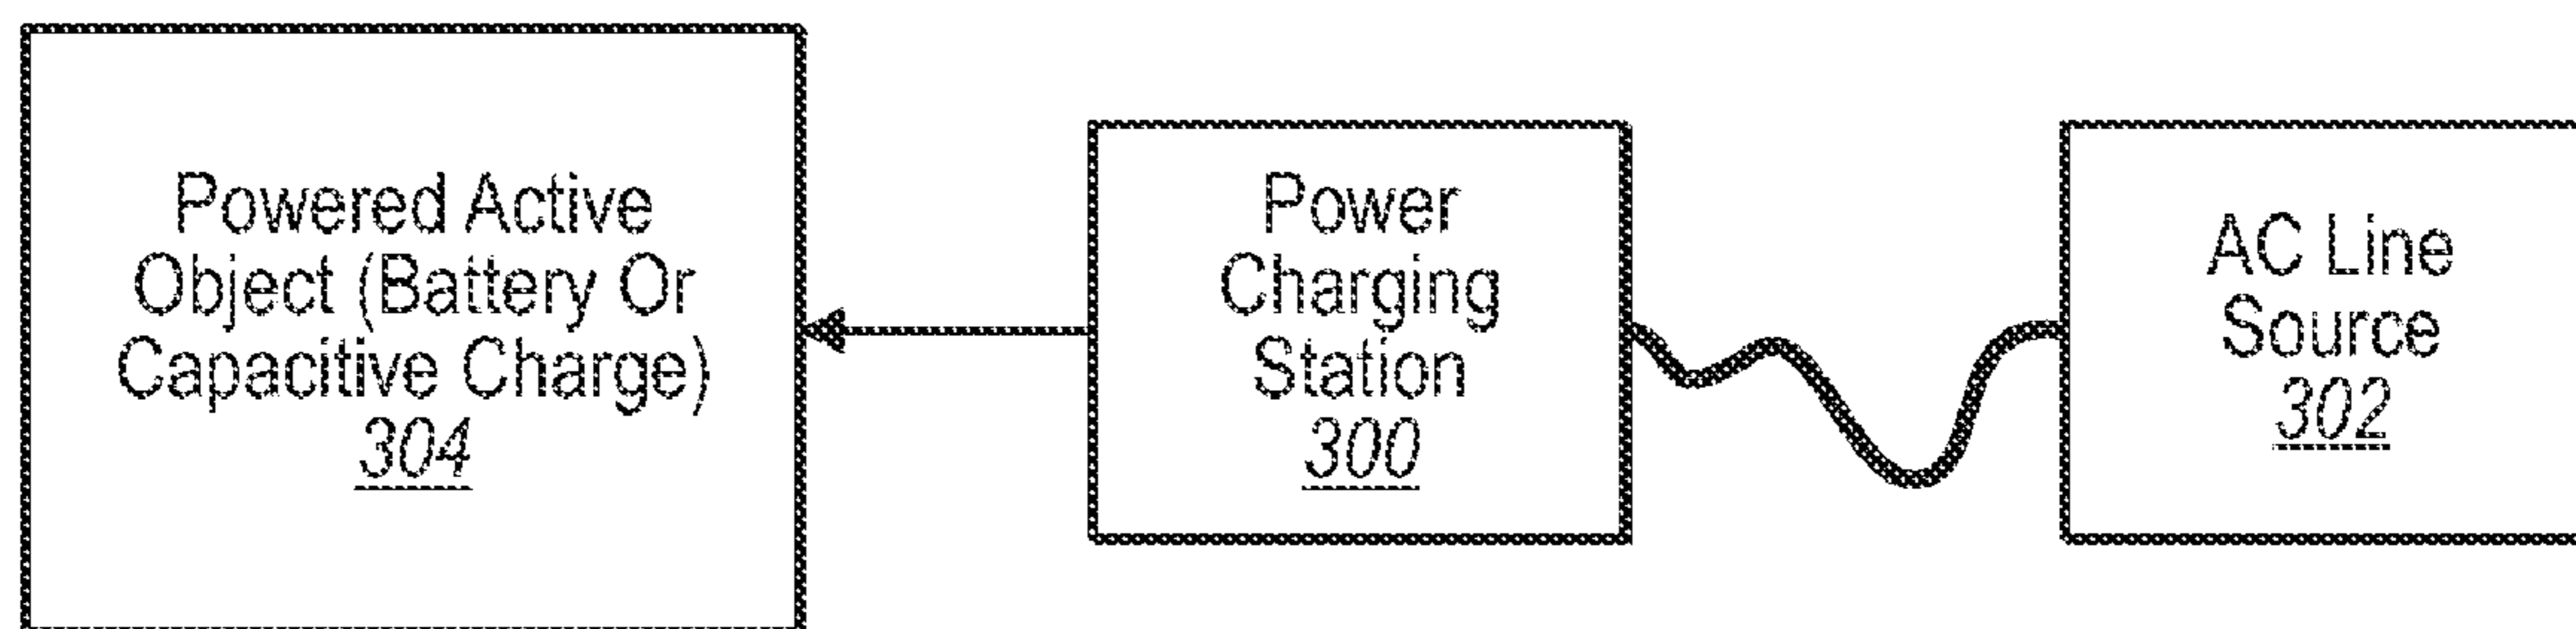 Powered Active
Object (Battery Or
Capacitive Charge)
304
Power
Charging
Station
300
AC Line
Source
302